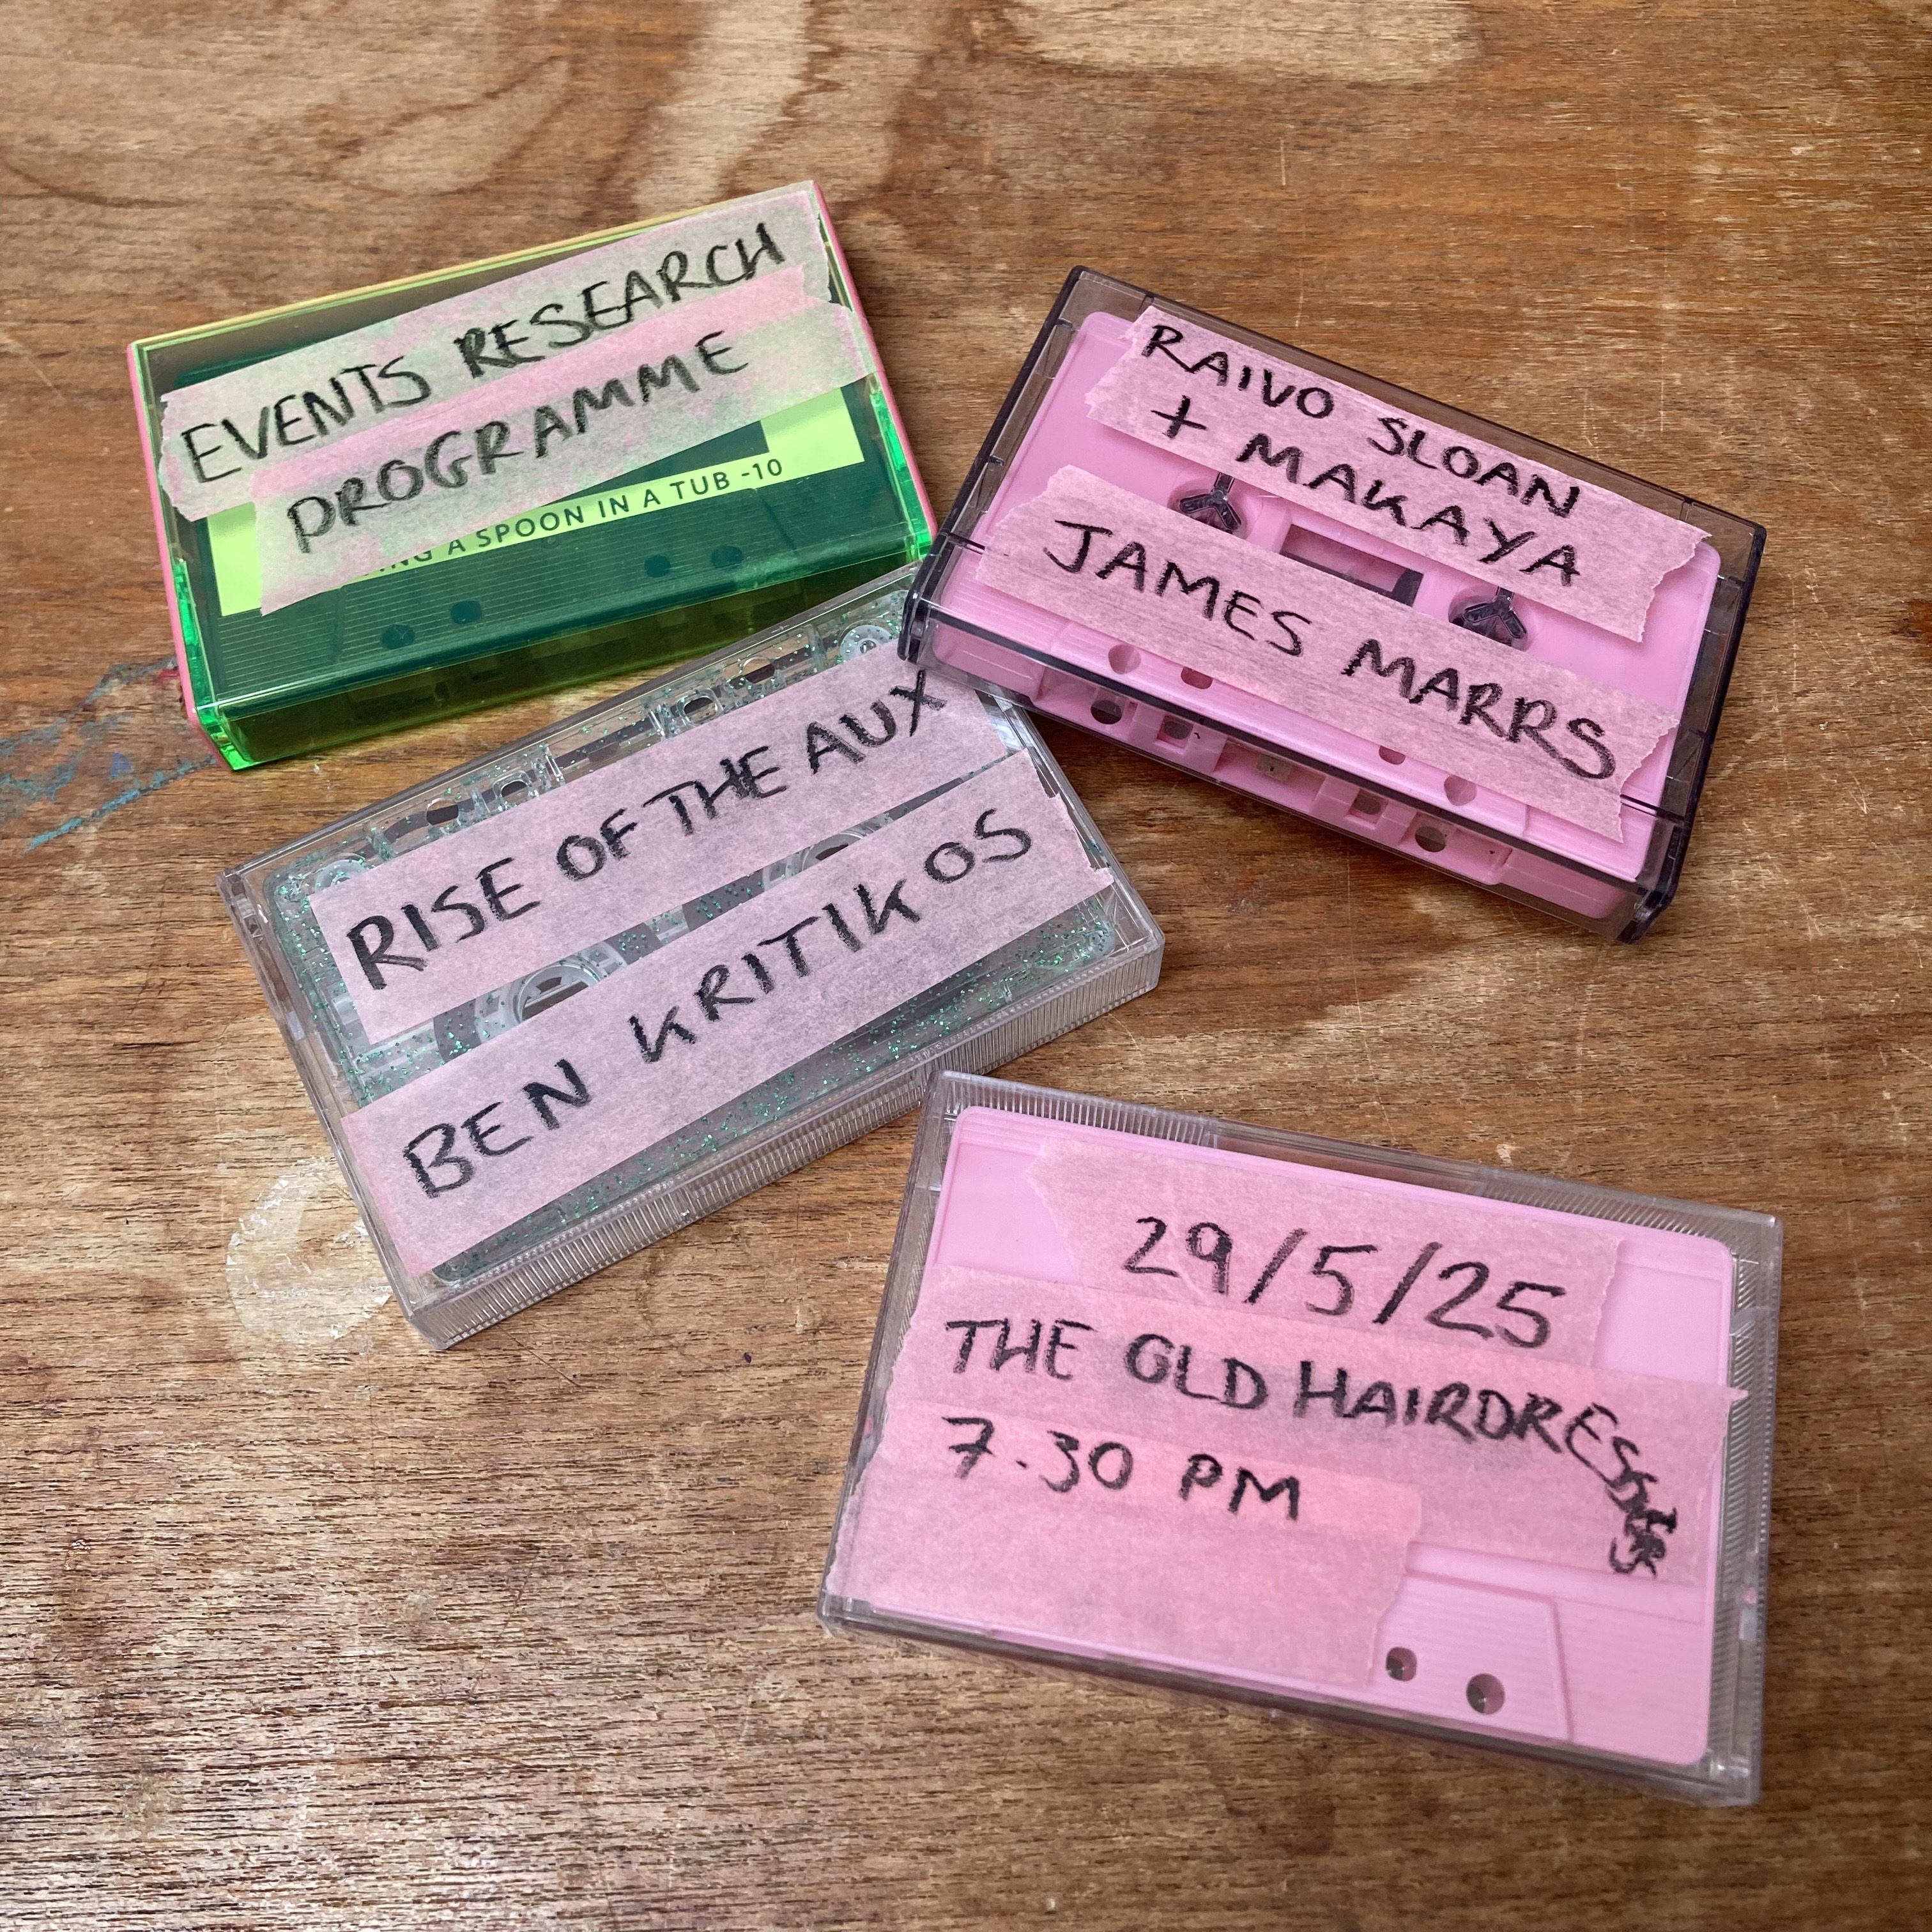 EVENTS RESEARCH
PROGRAMME
A SPOON IN A TUB -10
RAIVO SLOAN
+ MAKAYA
JAMES MARRS
RISE OF THE AUX
BEN KRITIKOS
29/5/25
THE OLD HAIRDRESSERS
7.30 PM